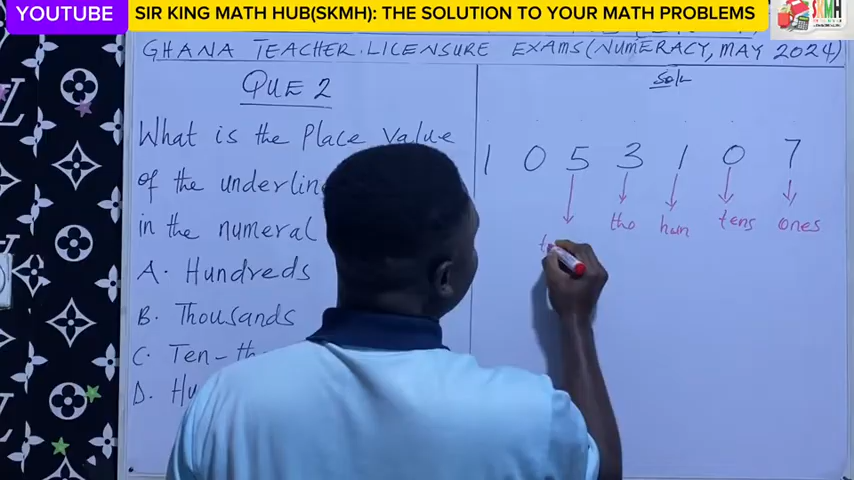 YOUTUBE
SIR KING MATH HUB(SKMH): THE SOLUTION TO YOUR MATH PROBLEMS
GHANA TEACHER LICENSURE EXAMS (NUMERACY, MAY 2024)
QUE 2
What is the Place Value
of the
in the numeral
A. Hundreds
B. Thousands
C. Ten-
D.
Soln
1 0 5 3 1 0 7
tho hun tens ones